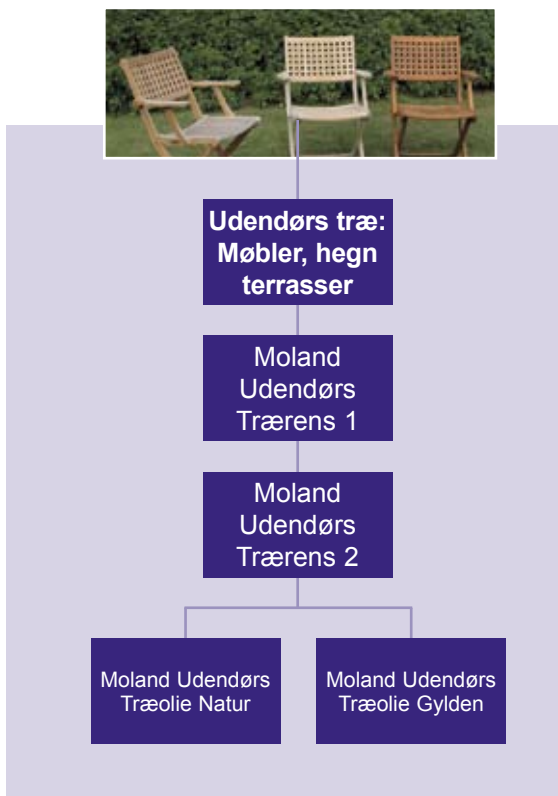 Udendørs træ:
Møbler, hegn
terrasser
Moland
Udendørs
Trærens 1
Moland
Udendørs
Trærens 2
Moland Udendørs
Træolie Natur
Moland Udendørs
Træolie Gylden